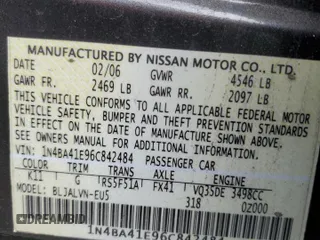 MANUFACTURED BY NISSAN MOTOR CO., LTD.
DATE 02/06 GVWR 4546 LB
GAWR FR. 2469 LB GAWR RR. 2097 LB
THIS VEHICLE CONFORMS TO ALL APPLICABLE FEDERAL MOTOR
VEHICLE SAFETY, BUMPER AND THEFT PREVENTION STANDARDS
IN EFFECT ON THE DATE OF MANUFACTURE SHOWN ABOVE.
SEE OWNERS MANUAL FOR ADDITIONAL INFORMATION.
VIN: 1N4BA41E96C842484 PASSENGER CAR
COLOR TRIM TRANS AXLE ENGINE
K11 G RS5F51A FX41 VQ35DE 3498CC
MODEL BLJALVN-EU5 318 0Z000
1N4BA41E96C84248